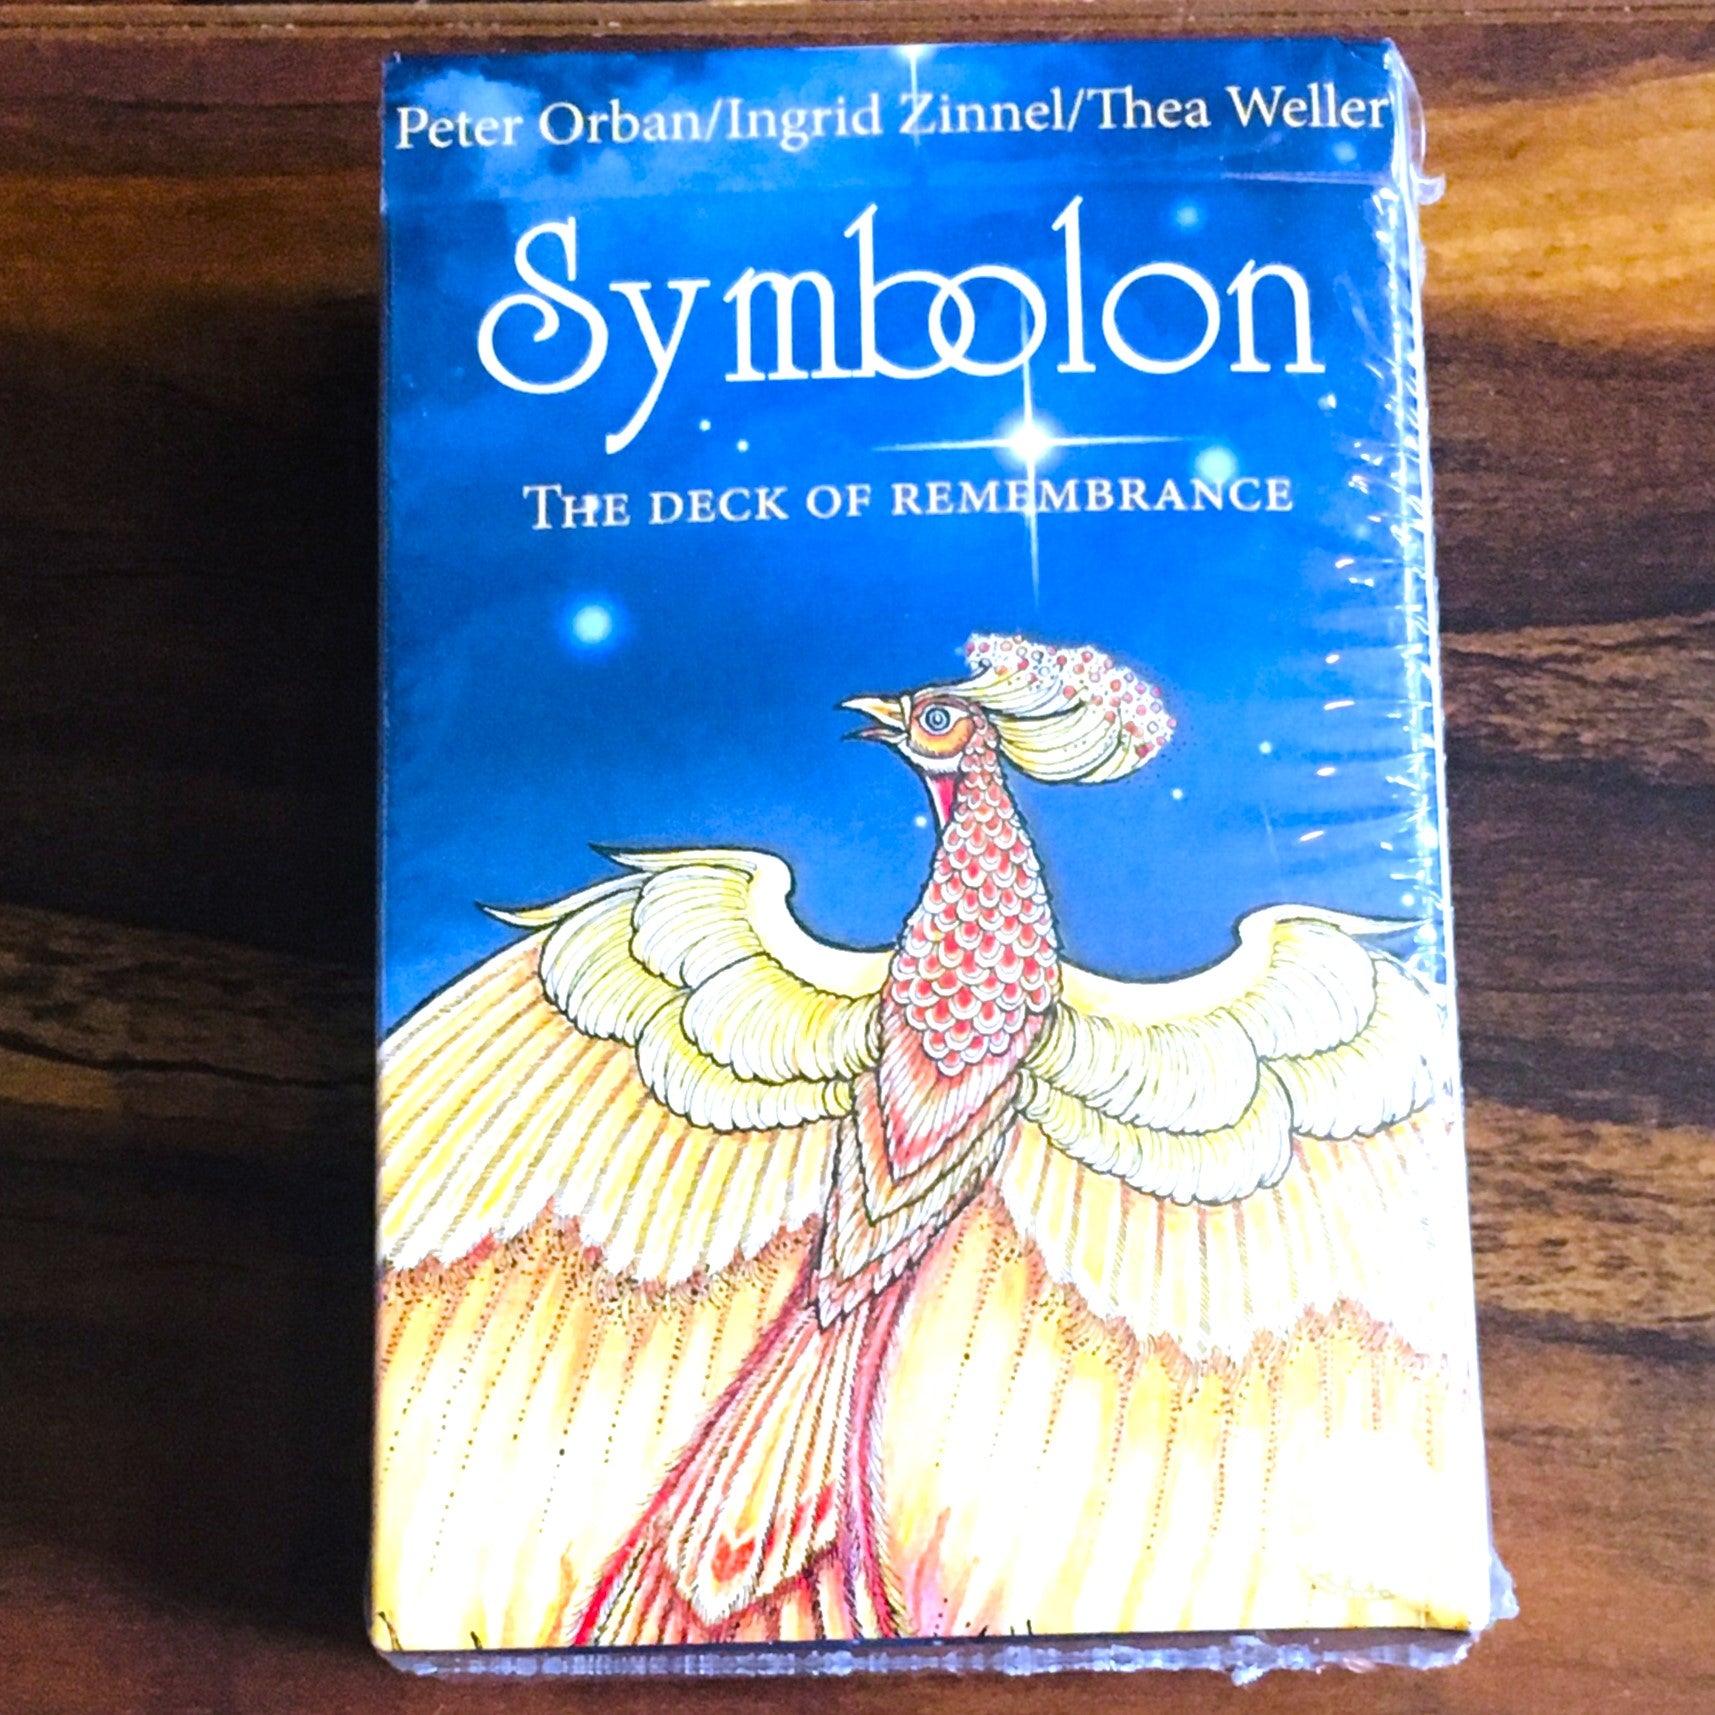 Peter Orban/Ingrid Zinnel/Thea Weller
Symbolon
The deck of remembrance